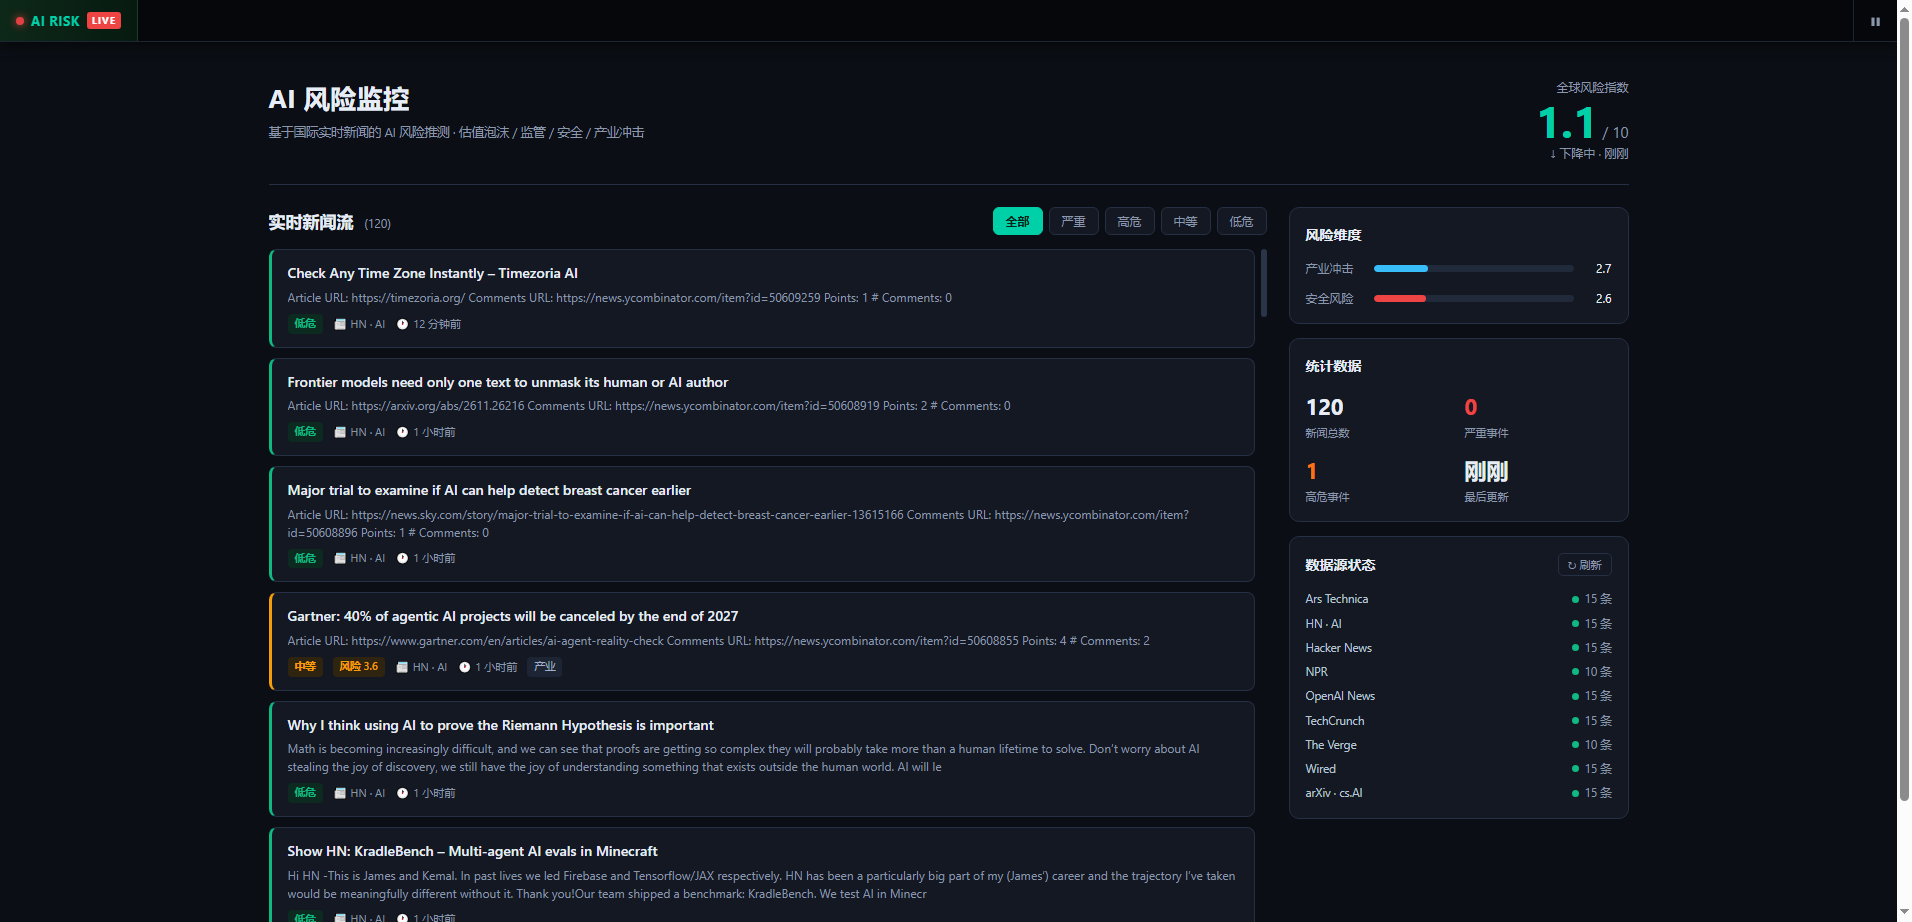 AI RISK LIVE
AI 风险监控
基于国际实时新闻的 AI 风险推测 · 估值泡沫 / 监管 / 安全 / 产业冲击
全球风险指数
1.1 / 10
↓ 下降中 · 刚刚
实时新闻流 (120)
全部 严重 高危 中等 低危
Check Any Time Zone Instantly – Timezoria AI
Article URL: https://timezoria.org/ Comments URL: https://news.ycombinator.com/item?id=50609259 Points: 1 # Comments: 0
低危 HN · AI 12 分钟前
Frontier models need only one text to unmask its human or AI author
Article URL: https://arxiv.org/abs/2611.26216 Comments URL: https://news.ycombinator.com/item?id=50608919 Points: 2 # Comments: 0
低危 HN · AI 1 小时前
Major trial to examine if AI can help detect breast cancer earlier
Article URL: https://news.sky.com/story/major-trial-to-examine-if-ai-can-help-detect-breast-cancer-earlier-13615166 Comments URL: https://news.ycombinator.com/item?
id=50608896 Points: 1 # Comments: 0
低危 HN · AI 1 小时前
Gartner: 40% of agentic AI projects will be canceled by the end of 2027
Article URL: https://www.gartner.com/en/articles/ai-agent-reality-check Comments URL: https://news.ycombinator.com/item?id=50608855 Points: 4 # Comments: 2
中等 风险 3.6 HN · AI 1 小时前 产业
Why I think using AI to prove the Riemann Hypothesis is important
Math is becoming increasingly difficult, and we can see that proofs are getting so complex they will probably take more than a human lifetime to solve. Don't worry about AI
stealing the joy of discovery, we still have the joy of understanding something that exists outside the human world. AI will le
低危 HN · AI 1 小时前
Show HN: KradleBench – Multi-agent AI evals in Minecraft
Hi HN -This is James and Kemal. In past lives we led Firebase and Tensorflow/JAX respectively. HN has been a particularly big part of my (James') career and the trajectory I've taken
would be meaningfully different without it. Thank you!Our team shipped a benchmark: KradleBench. We test AI in Minecr
低危 HN · AI 1 小时前
风险维度
产业冲击 2.7
安全风险 2.6
统计数据
120 0
新闻总数 严重事件
1 刚刚
高危事件 最后更新
数据源状态 ↻ 刷新
Ars Technica 15 条
HN · AI 15 条
Hacker News 15 条
NPR 10 条
OpenAI News 15 条
TechCrunch 15 条
The Verge 10 条
Wired 15 条
arXiv · cs.AI 15 条